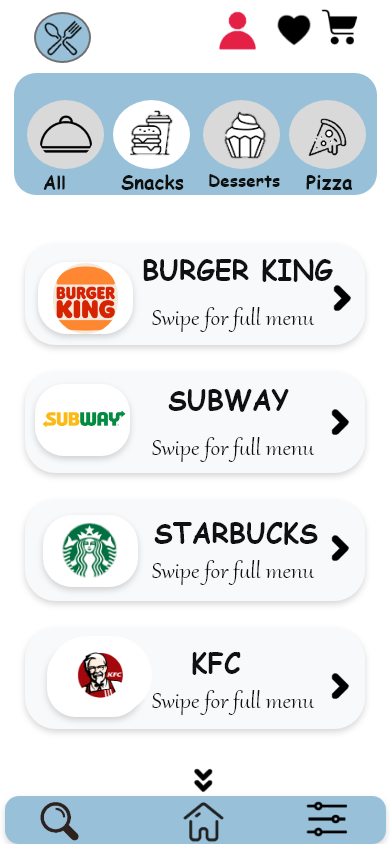 All
Snacks
Desserts
Pizza
BURGER
KING
BURGER KING
Swipe for full menu
SUBWAY
SUBWAY
Swipe for full menu
STARBUCKS
Swipe for full menu
KFC
KFC
Swipe for full menu